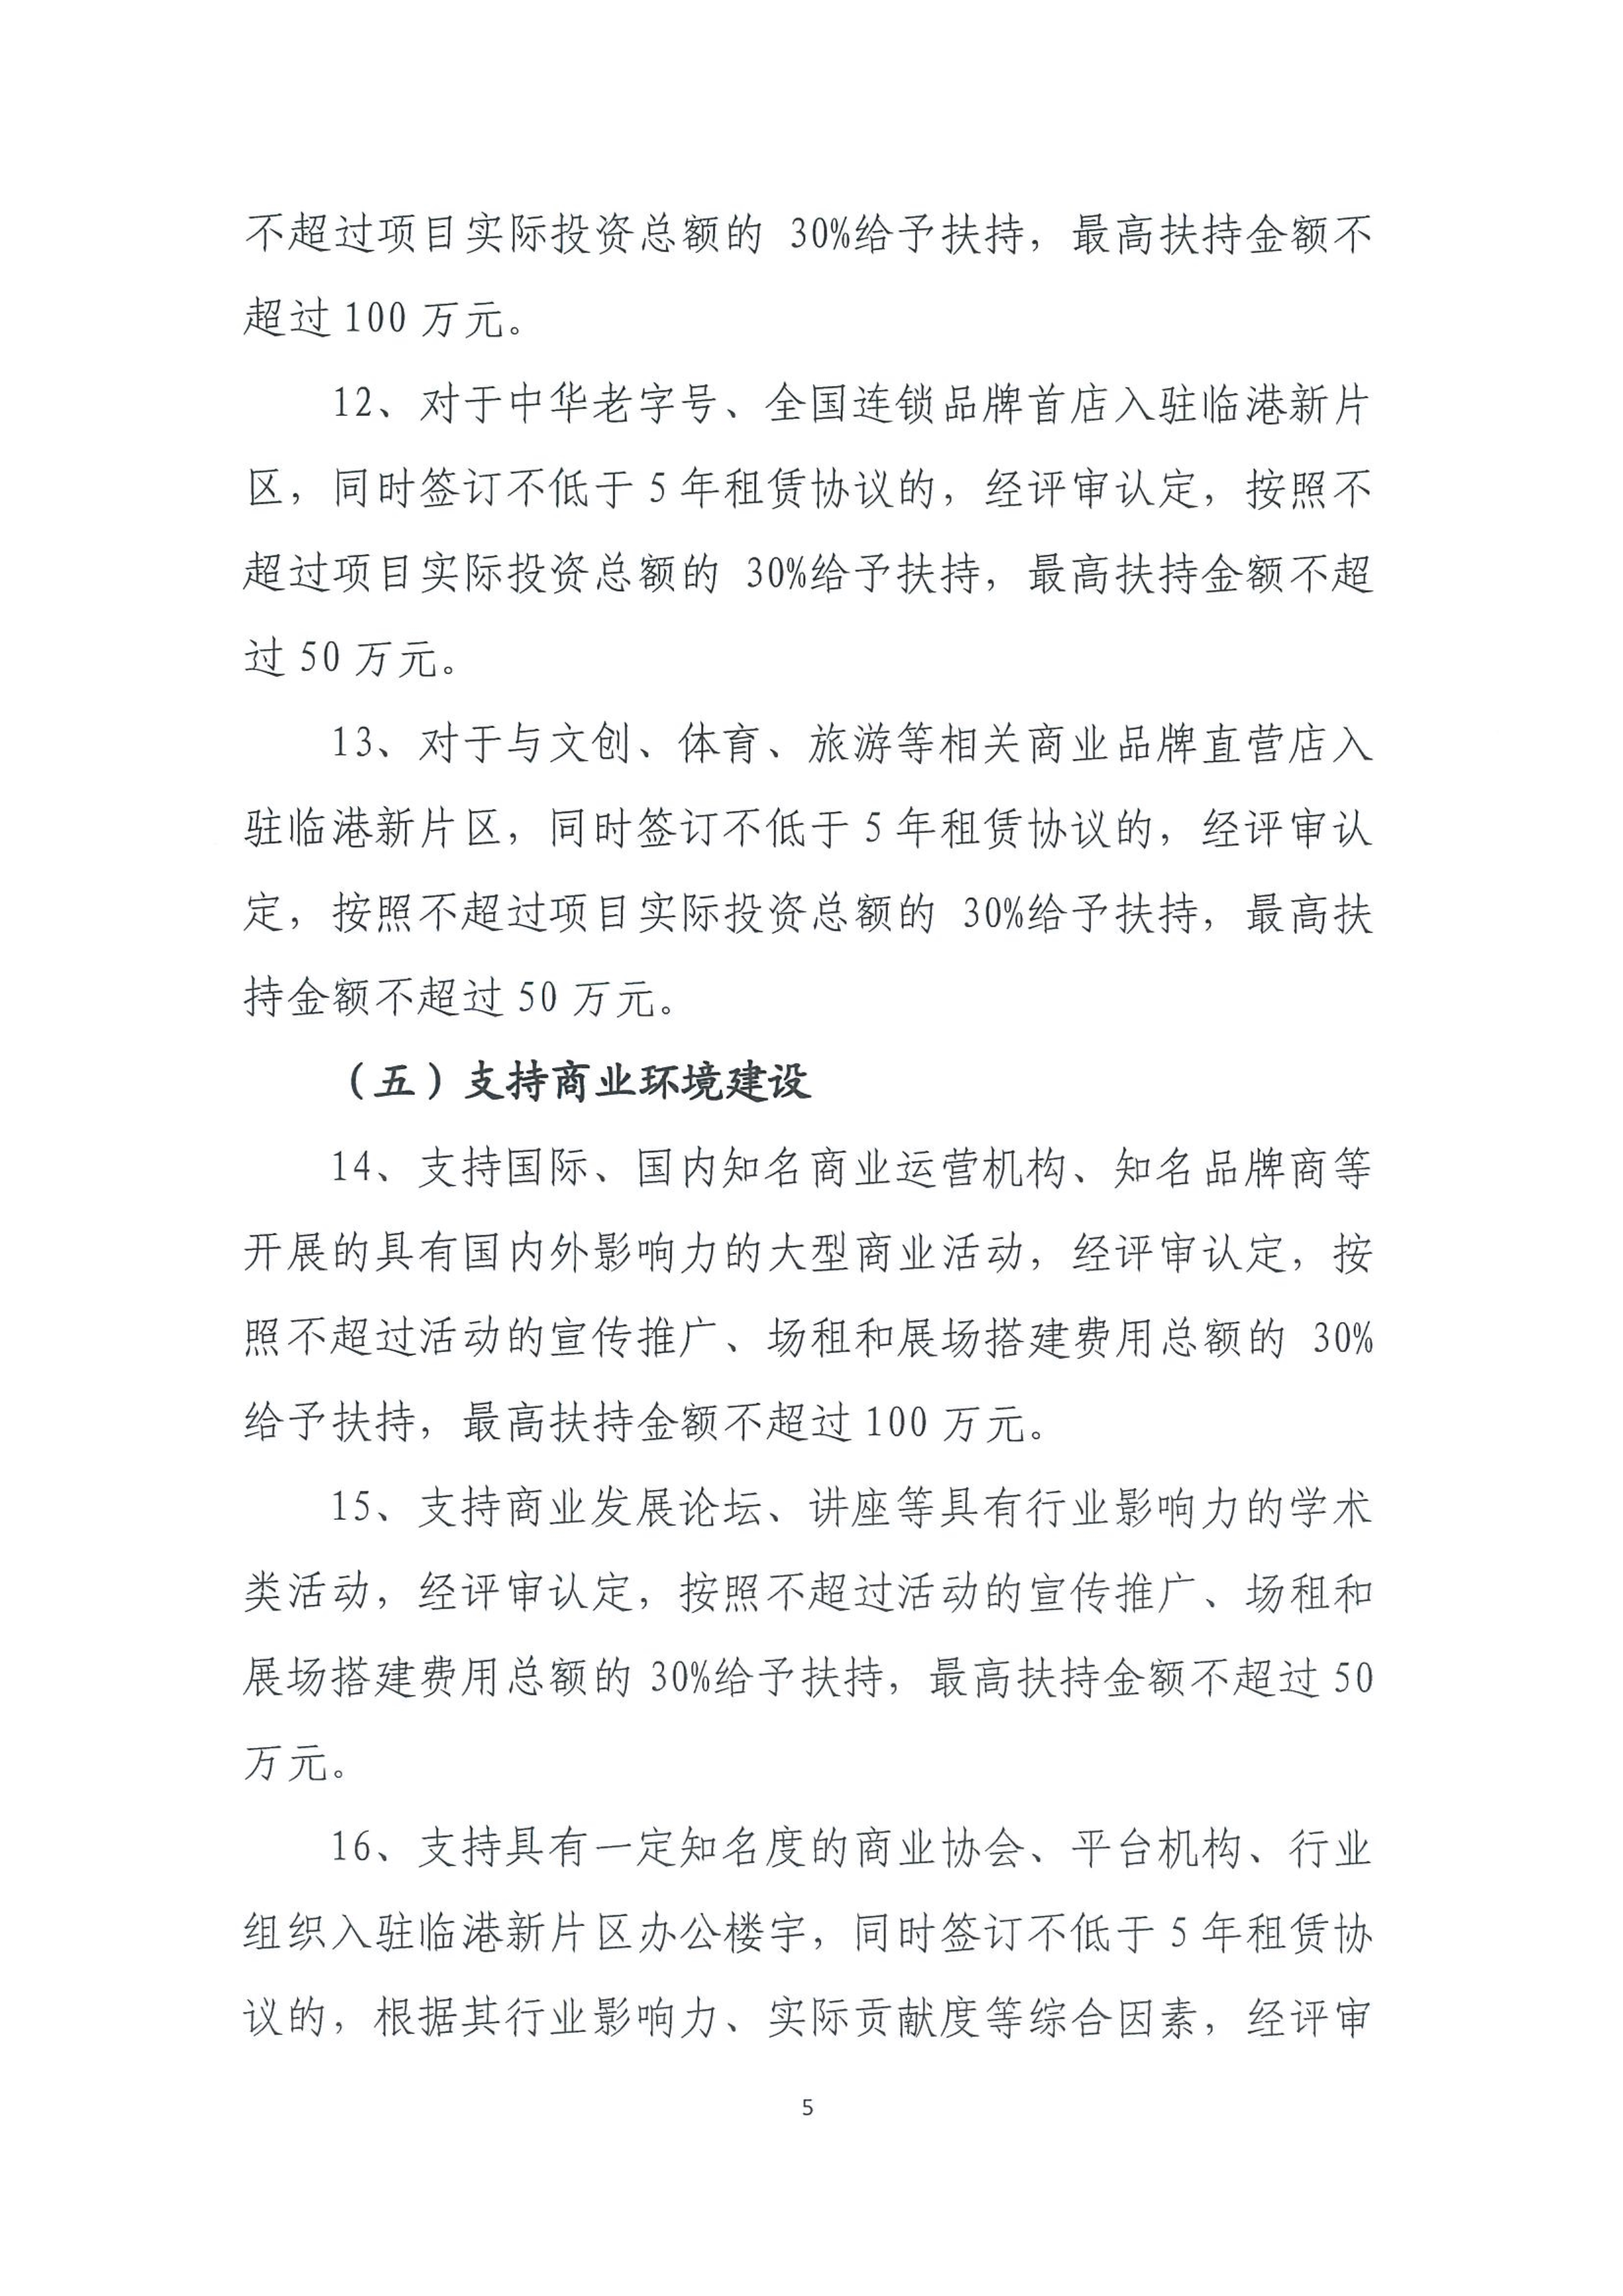 不超过项目实际投资总额的 30%给予扶持，最高扶持金额不
超过 100 万元。
12、对于中华老字号、全国连锁品牌首店入驻临港新片
区，同时签订不低于 5 年租赁协议的，经评审认定，按照不
超过项目实际投资总额的 30%给予扶持，最高扶持金额不超
过 50 万元。
13、对于与文创、体育、旅游等相关商业品牌直营店入
驻临港新片区，同时签订不低于 5 年租赁协议的，经评审认
定，按照不超过项目实际投资总额的 30%给予扶持，最高扶
持金额不超过 50 万元。
（五）支持商业环境建设
14、支持国际、国内知名商业运营机构、知名品牌商等
开展的具有国内外影响力的大型商业活动，经评审认定，按
照不超过活动的宣传推广、场租和展场搭建费用总额的 30%
给予扶持，最高扶持金额不超过 100 万元。
15、支持商业发展论坛、讲座等具有行业影响力的学术
类活动，经评审认定，按照不超过活动的宣传推广、场租和
展场搭建费用总额的 30%给予扶持，最高扶持金额不超过 50
万元。
16、支持具有一定知名度的商业协会、平台机构、行业
组织入驻临港新片区办公楼宇，同时签订不低于 5 年租赁协
议的，根据其行业影响力、实际贡献度等综合因素，经评审
5